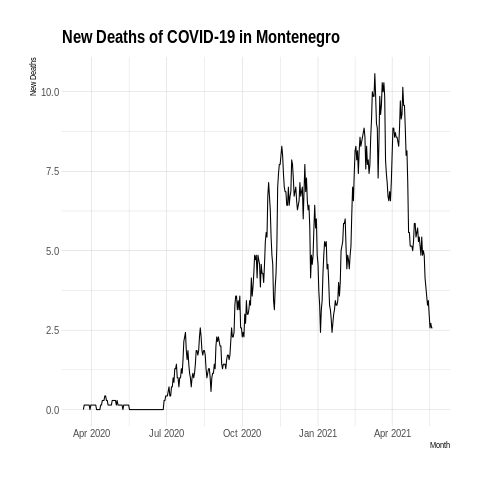 New Deaths of COVID-19 in Montenegro
New Deaths
10.0
7.5
5.0
2.5
0.0
Apr 2020 Jul 2020 Oct 2020 Jan 2021 Apr 2021
Month